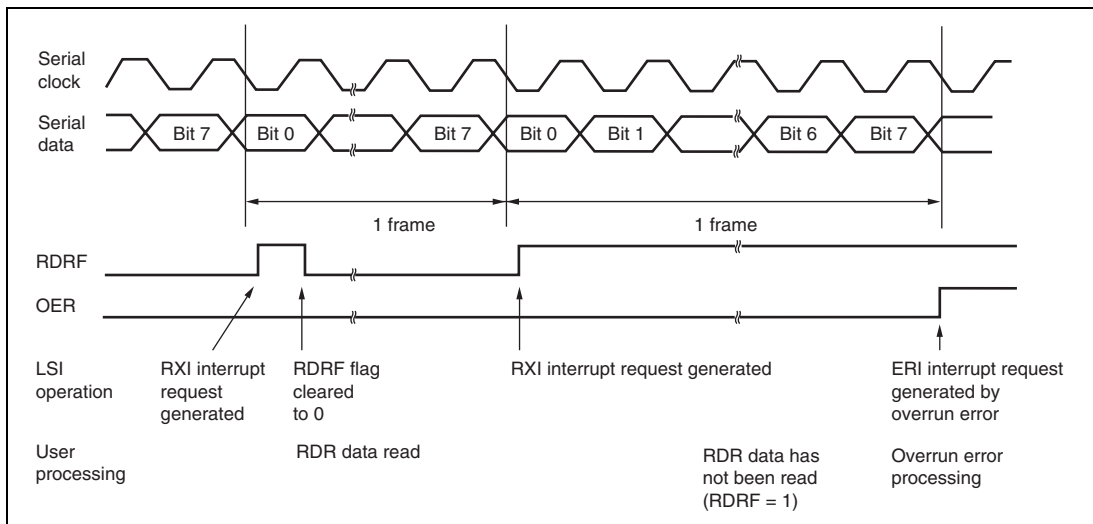 Serial
clock
Serial
data
Bit 7
Bit 0
Bit 7
Bit 0
Bit 1
Bit 6
Bit 7
1 frame
1 frame
RDRF
OER
LSI
operation
RXI interrupt
request
generated
RDRF flag
cleared
to 0
RXI interrupt request generated
ERI interrupt request
generated by
overrun error
User
processing
RDR data read
RDR data has
not been read
(RDRF = 1)
Overrun error
processing